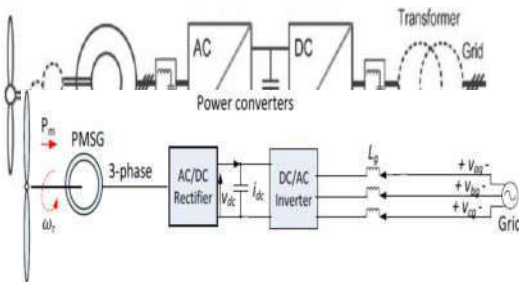 Transformer
AC
DC
Grid
Power converters
Pm
PMSG
3-phase
AC/DC
Rectifier
vdc
idc
DC/AC
Inverter
Lg
+ vag -
+ vbg -
+ vcg -
ωr
Grid